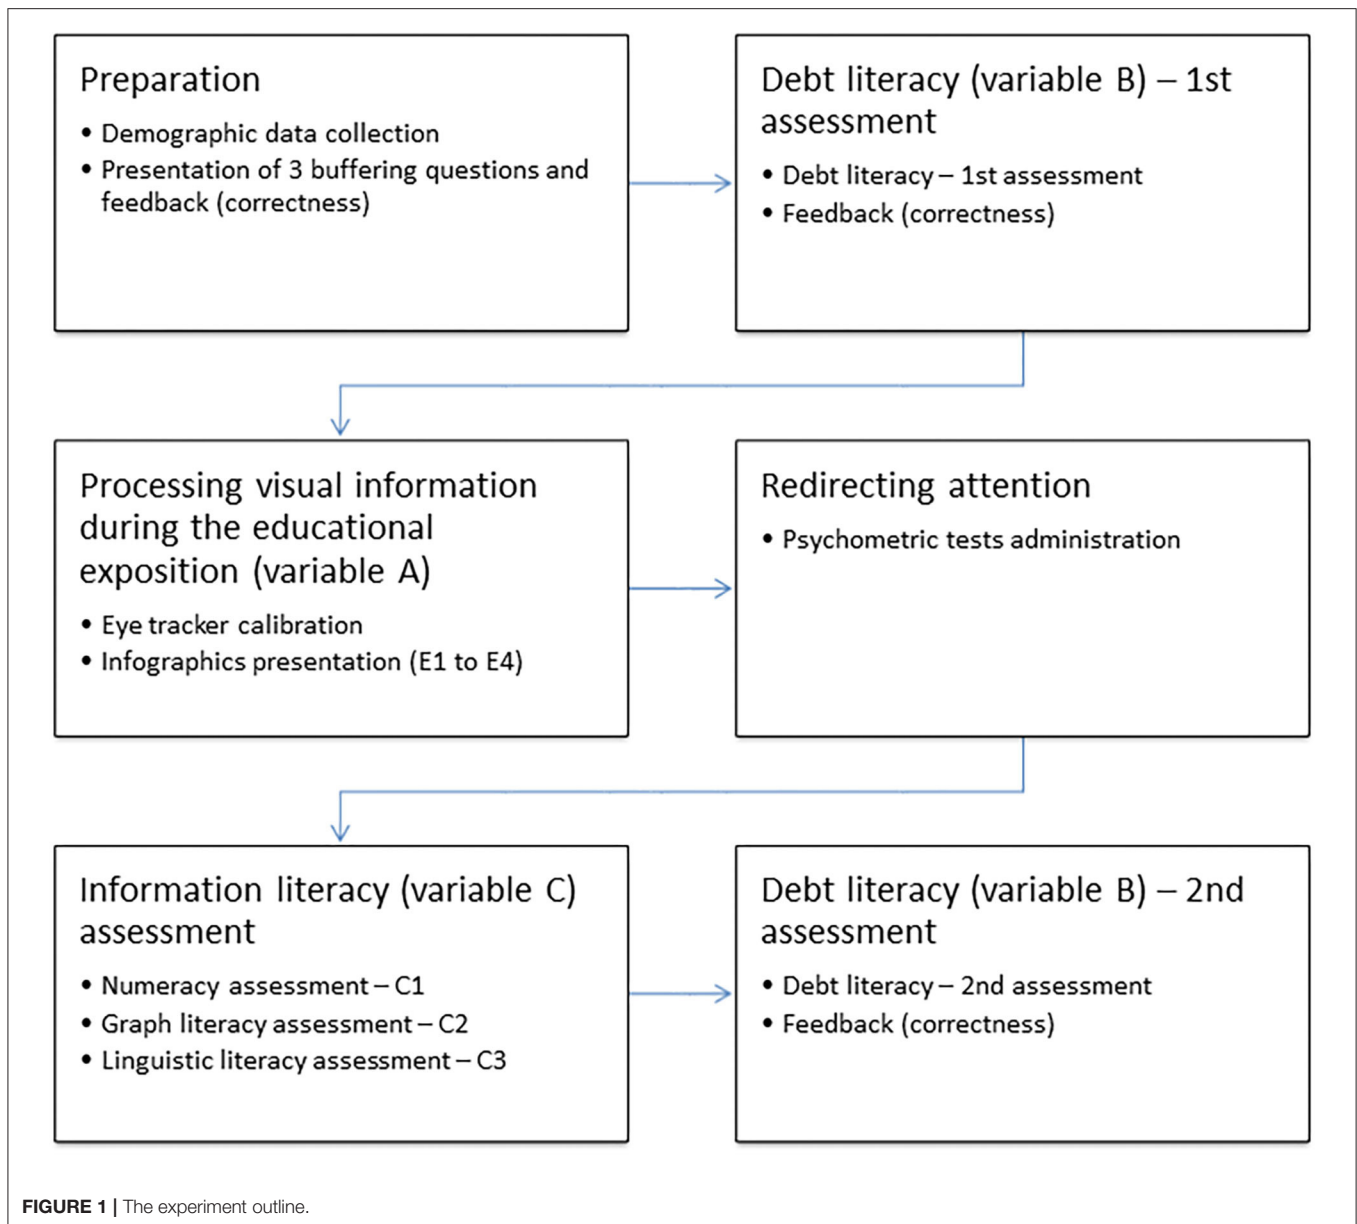 Preparation
• Demographic data collection
• Presentation of 3 buffering questions and
feedback (correctness)
Debt literacy (variable B) – 1st
assessment
• Debt literacy – 1st assessment
• Feedback (correctness)
Processing visual information
during the educational
exposition (variable A)
• Eye tracker calibration
• Infographics presentation (E1 to E4)
Redirecting attention
• Psychometric tests administration
Information literacy (variable C)
assessment
• Numeracy assessment – C1
• Graph literacy assessment – C2
• Linguistic literacy assessment – C3
Debt literacy (variable B) – 2nd
assessment
• Debt literacy – 2nd assessment
• Feedback (correctness)
FIGURE 1 | The experiment outline.